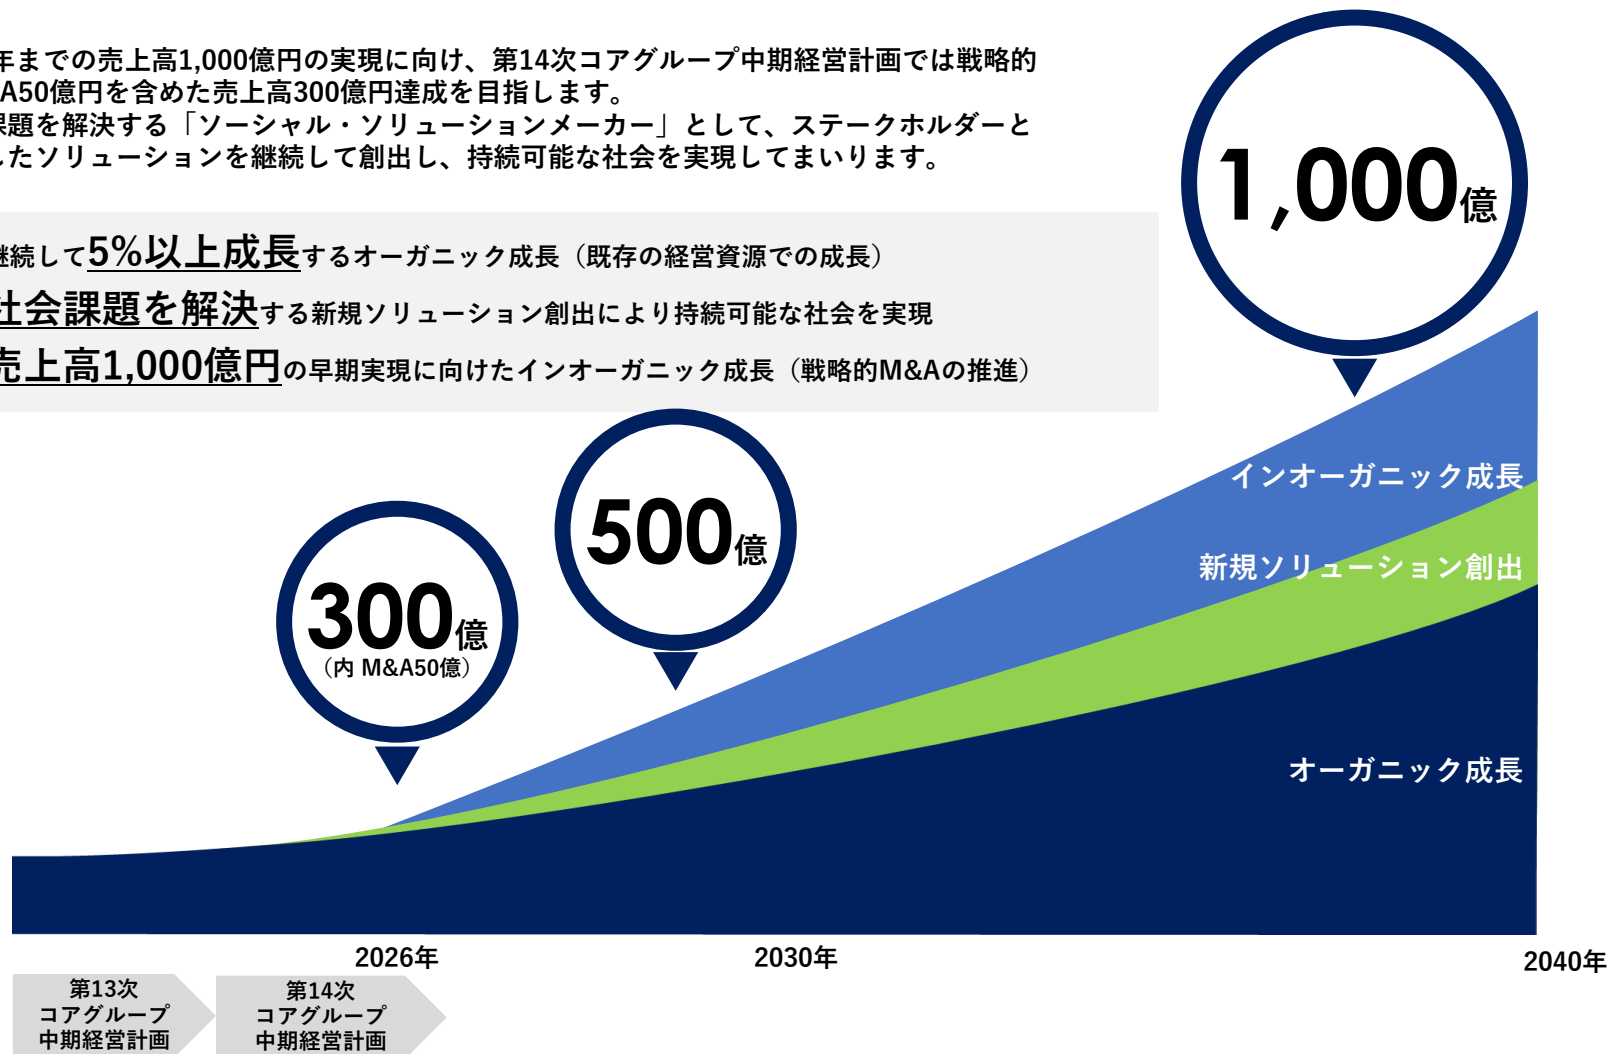 年までの売上高1,000億円の実現に向け、第14次コアグループ中期経営計画では戦略的
A50億円を含めた売上高300億円達成を目指します。
課題を解決する「ソーシャル・ソリューションメーカー」として、ステークホルダーと
したソリューションを継続して創出し、持続可能な社会を実現してまいります。
継続して5%以上成長するオーガニック成長（既存の経営資源での成長）
社会課題を解決する新規ソリューション創出により持続可能な社会を実現
売上高1,000億円の早期実現に向けたインオーガニック成長（戦略的M&Aの推進）
1,000億
500億
300億
（内 M&A50億）
インオーガニック成長
新規ソリューション創出
オーガニック成長
2026年
2030年
2040年
第13次
コアグループ
中期経営計画
第14次
コアグループ
中期経営計画